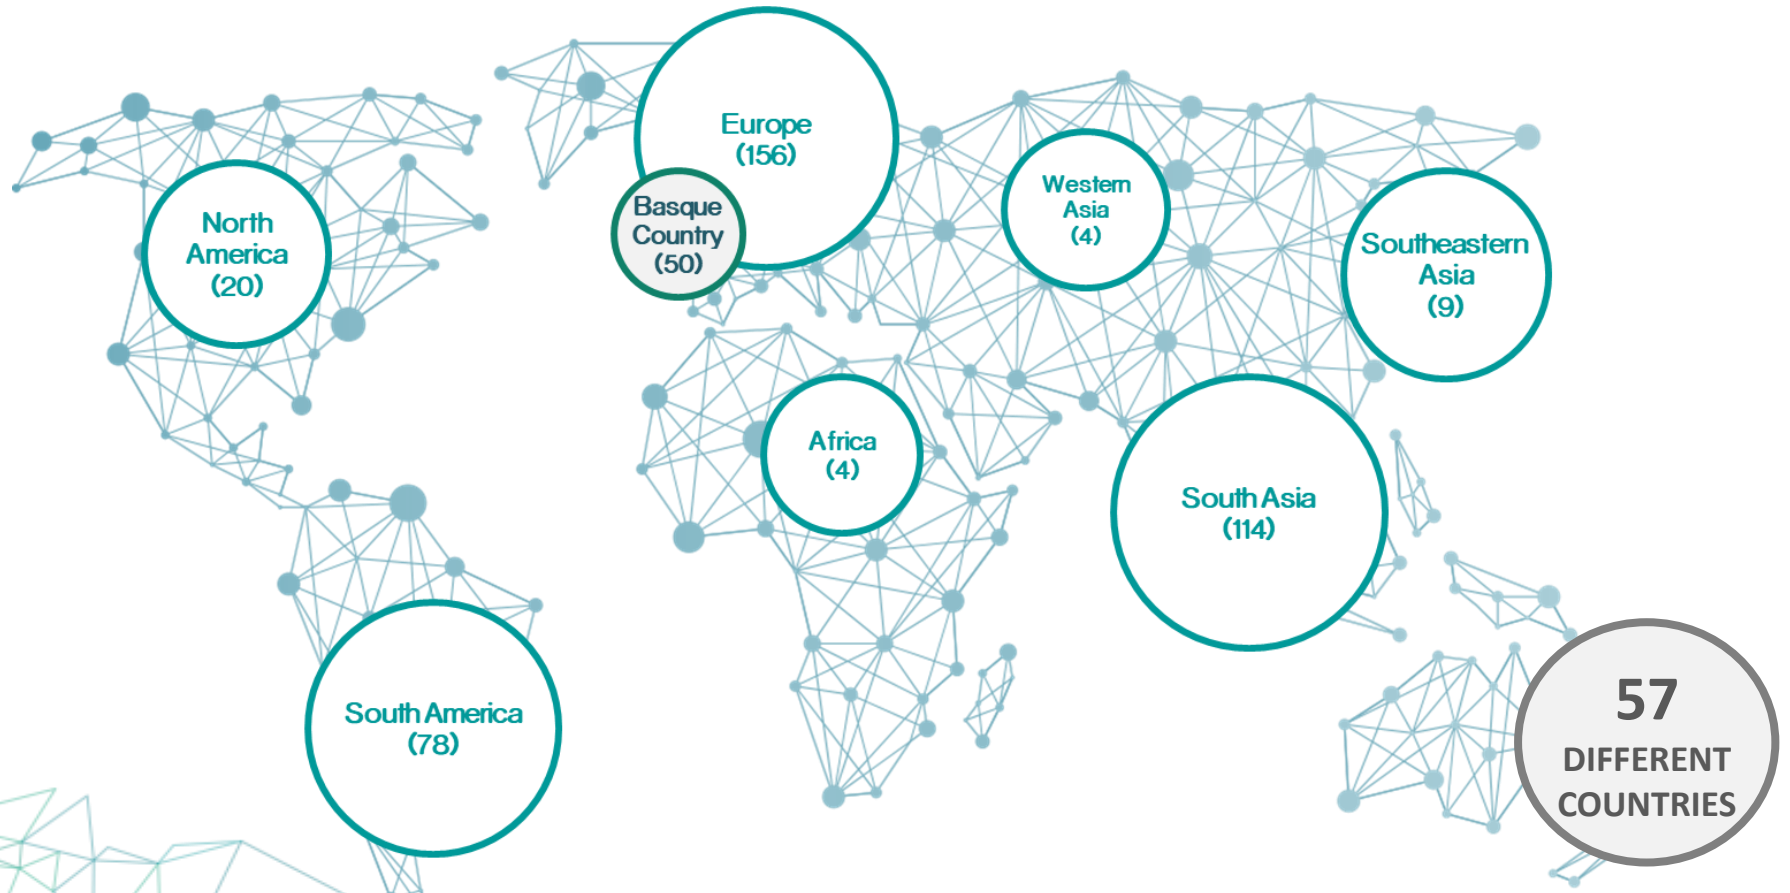 Europe
(156)
Basque
Country
(50)
North
America
(20)
Western
Asia
(4)
Southeastern
Asia
(9)
Africa
(4)
South Asia
(114)
South America
(78)
57
DIFFERENT
COUNTRIES